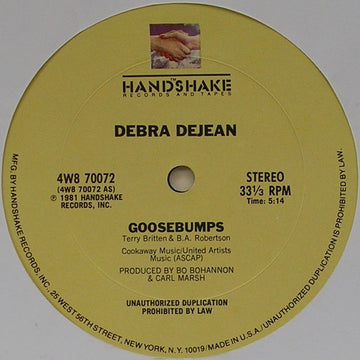 HANDSHAKE™
RECORDS AND TAPES
DEBRA DEJEAN
4W8 70072
(4W8 70072 AS)
℗ 1981 HANDSHAKE
RECORDS, INC.
STEREO
33⅓ RPM
Time: 5:14
GOOSEBUMPS
Terry Britten & B.A. Robertson
Cookaway Music/United Artists
Music (ASCAP)
PRODUCED BY BO BOHANNON
& CARL MARSH
UNAUTHORIZED DUPLICATION
PROHIBITED BY LAW
MFG. BY HANDSHAKE RECORDS, INC. 25 WEST 56TH STREET, NEW YORK, N.Y. 10019/MADE IN U.S.A./UNAUTHORIZED DUPLICATION IS PROHIBITED BY LAW.